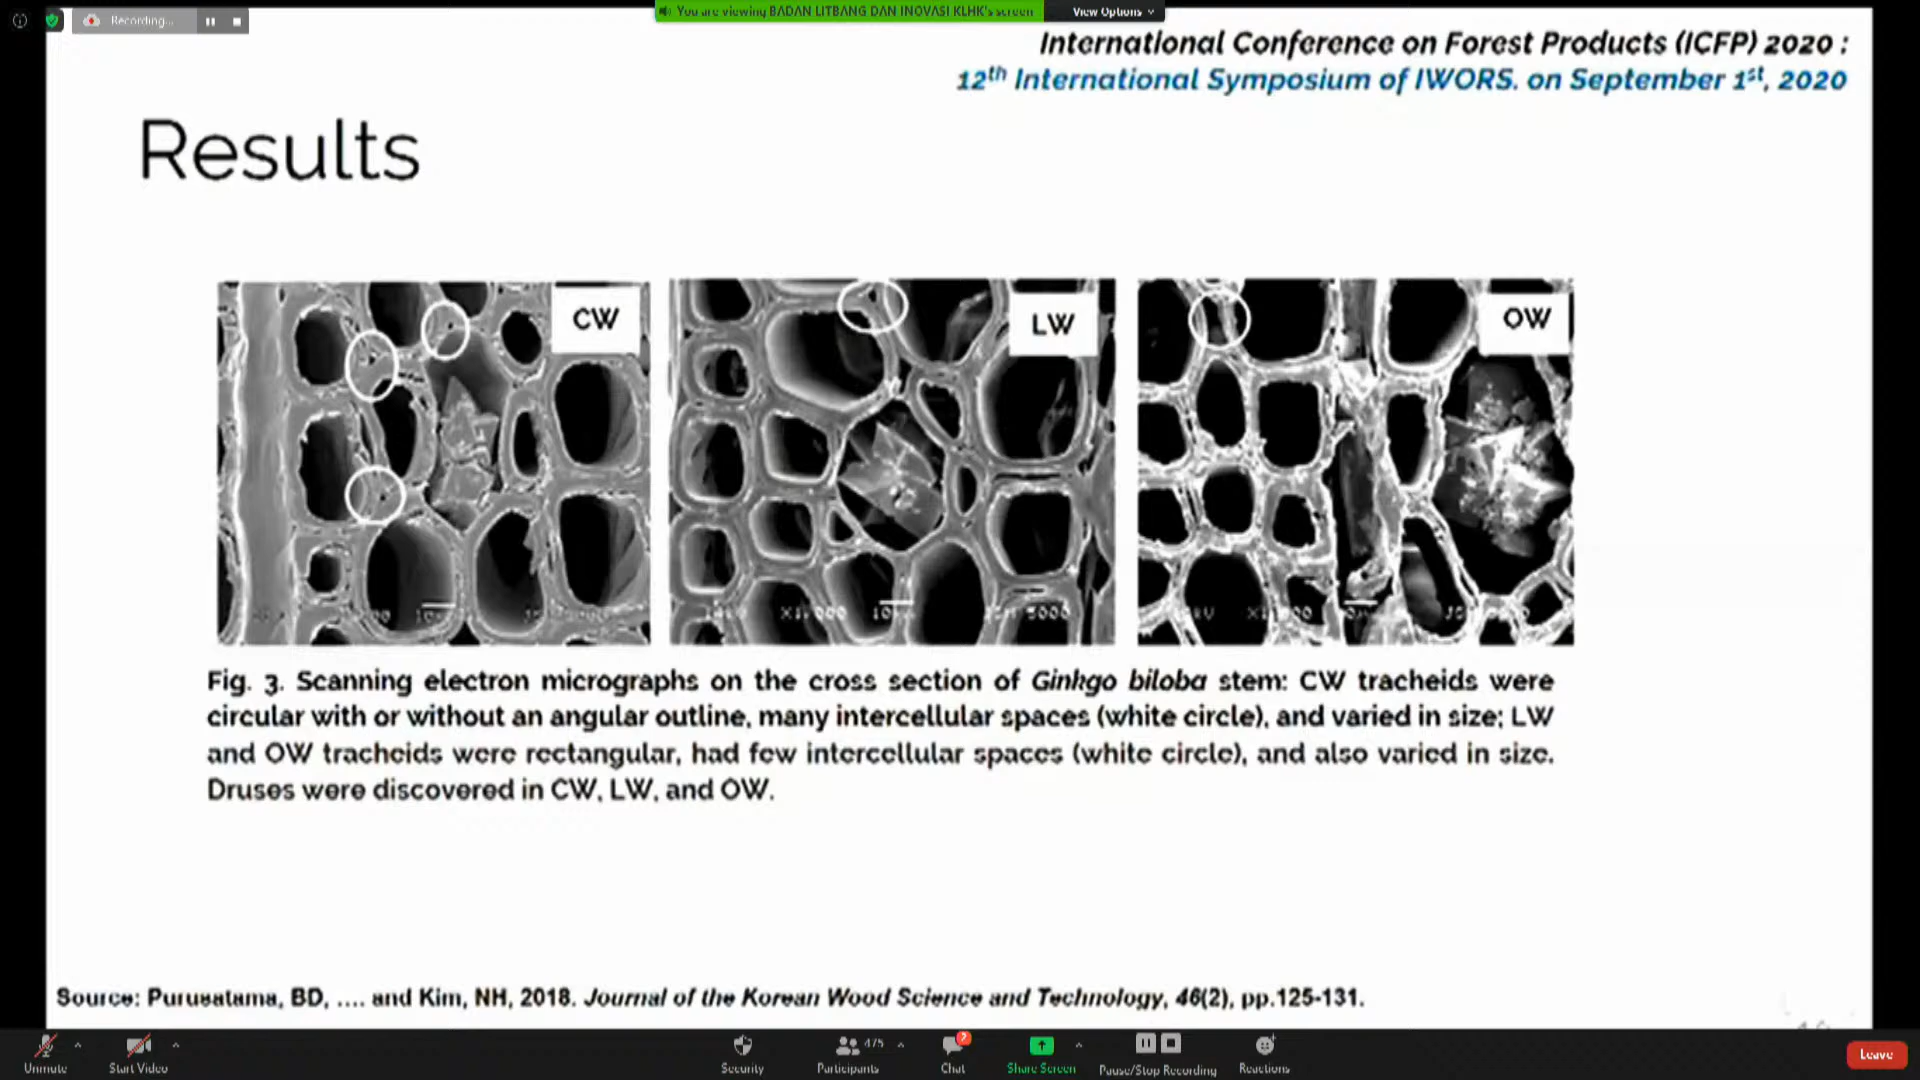 Recording...
You are viewing BADAN LITBANG DAN INOVASI KLHK's screen
View Options
International Conference on Forest Products (ICFP) 2020 :
12th International Symposium of IWORS. on September 1st, 2020
Results
CW
LW
OW
X1,000 10μm
5000
Fig. 3. Scanning electron micrographs on the cross section of Ginkgo biloba stem: CW tracheids were
circular with or without an angular outline, many intercellular spaces (white circle), and varied in size; LW
and OW tracheids were rectangular, had few intercellular spaces (white circle), and also varied in size.
Druses were discovered in CW, LW, and OW.
Source: Purusatama, BD, .... and Kim, NH, 2018. Journal of the Korean Wood Science and Technology, 46(2), pp.125-131.
Unmute
Start Video
Security
Participants
475
Chat
Share Screen
Pause/Stop Recording
Reactions
Leave